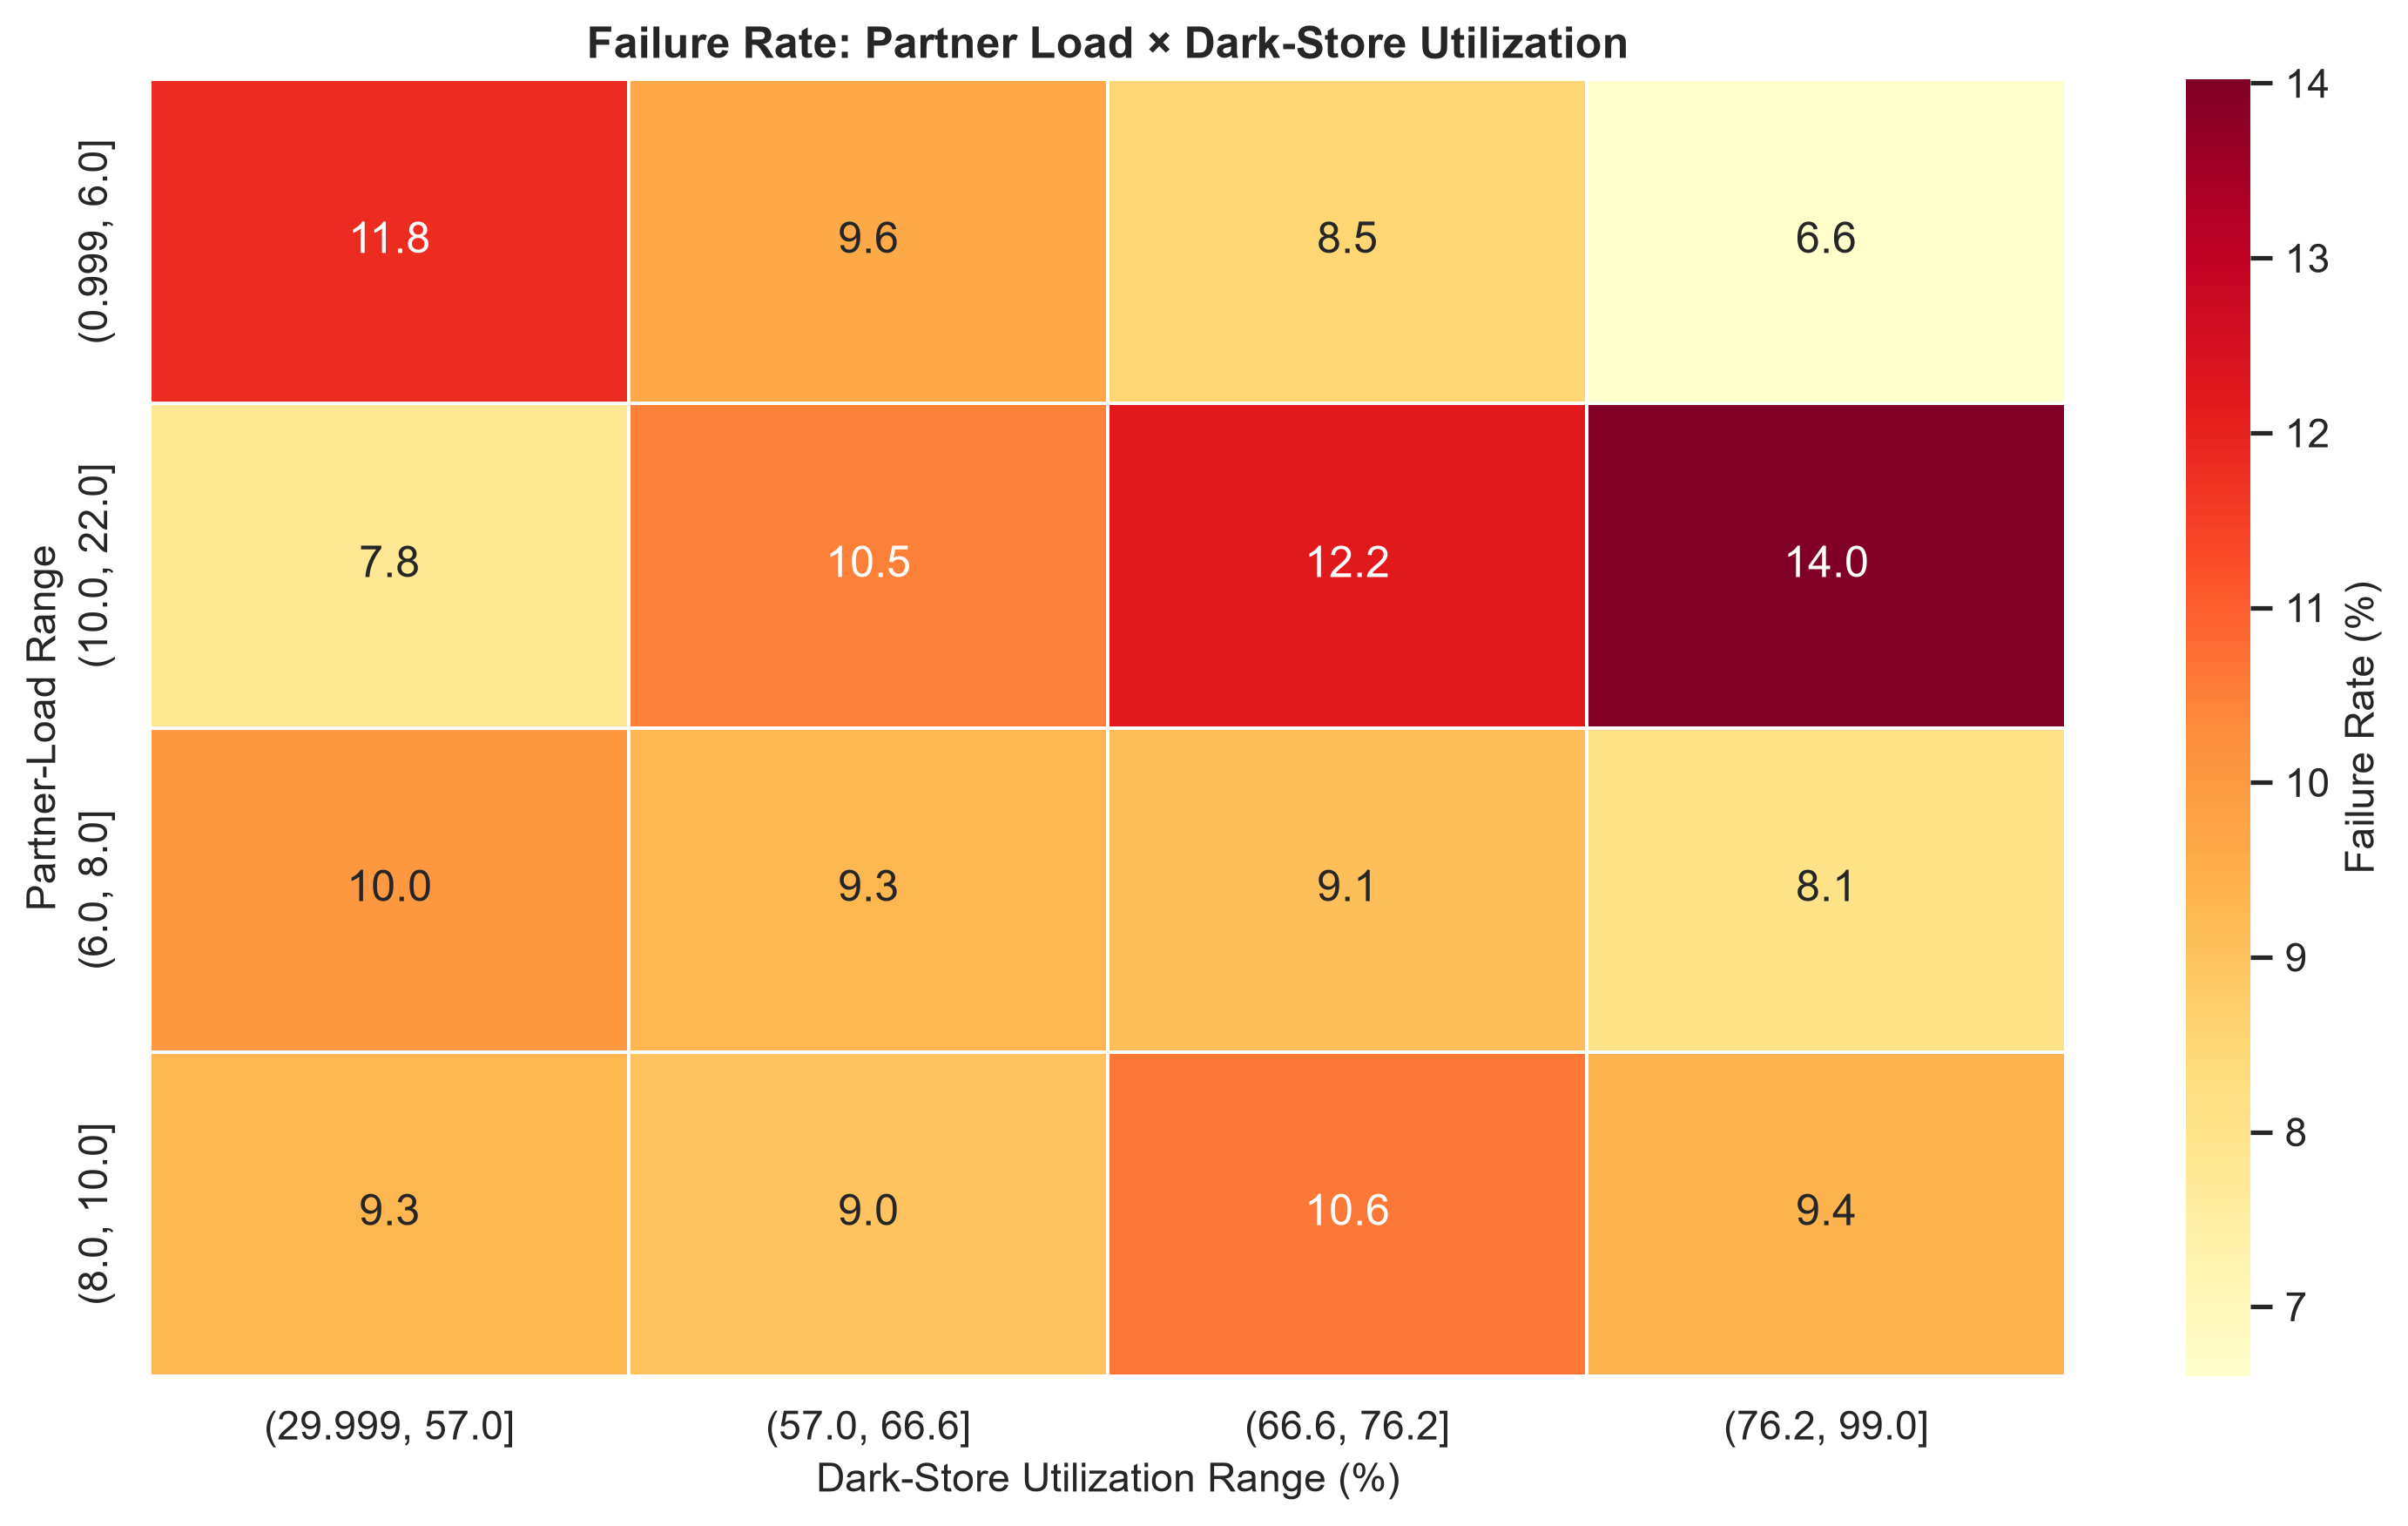 Failure Rate: Partner Load × Dark-Store Utilization
Partner-Load Range
(0.999, 6.0]
11.8 9.6 8.5 6.6
(10.0, 22.0]
7.8 10.5 12.2 14.0
(6.0, 8.0]
10.0 9.3 9.1 8.1
(8.0, 10.0]
9.3 9.0 10.6 9.4
(29.999, 57.0] (57.0, 66.6] (66.6, 76.2] (76.2, 99.0]
Dark-Store Utilization Range (%)
14
13
12
11
10
9
8
7
Failure Rate (%)